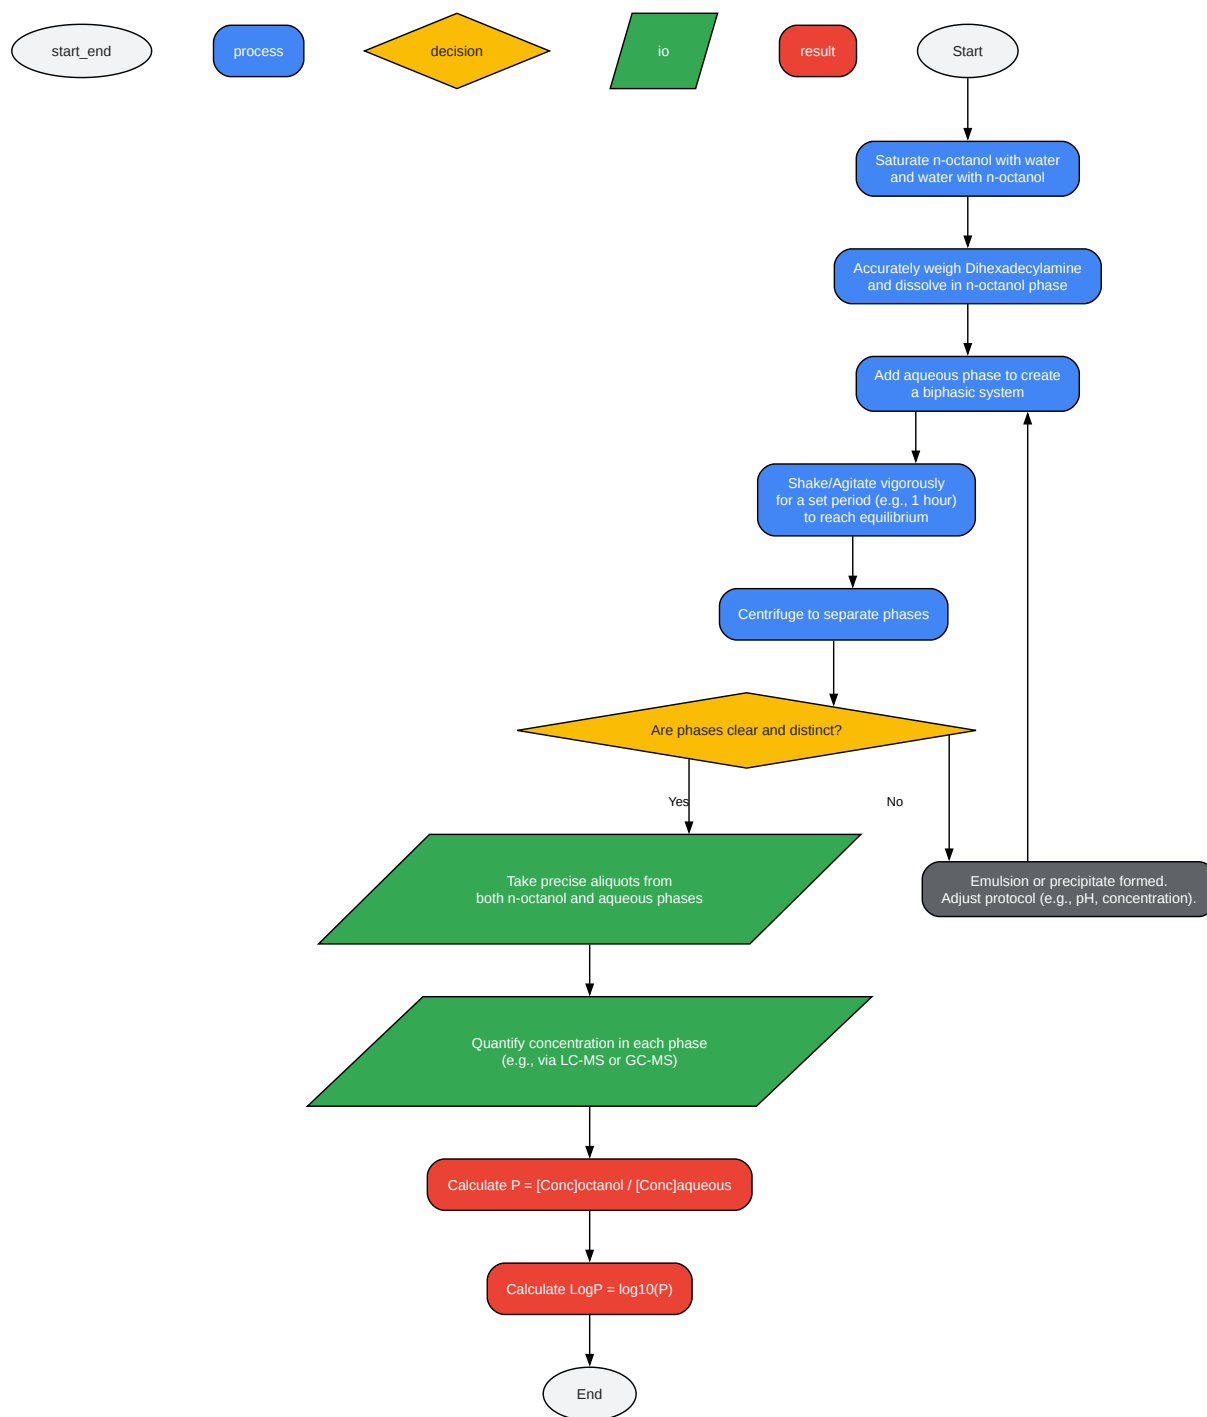 start_end
process
decision
io
result
Start
Saturate n-octanol with water
and water with n-octanol
Accurately weigh Dihexadecylamine
and dissolve in n-octanol phase
Add aqueous phase to create
a biphasic system
Shake/Agitate vigorously
for a set period (e.g., 1 hour)
to reach equilibrium
Centrifuge to separate phases
Are phases clear and distinct?
Yes
No
Take precise aliquots from
both n-octanol and aqueous phases
Emulsion or precipitate formed.
Adjust protocol (e.g., pH, concentration).
Quantify concentration in each phase
(e.g., via LC-MS or GC-MS)
Calculate P = [Conc]octanol / [Conc]aqueous
Calculate LogP = log10(P)
End